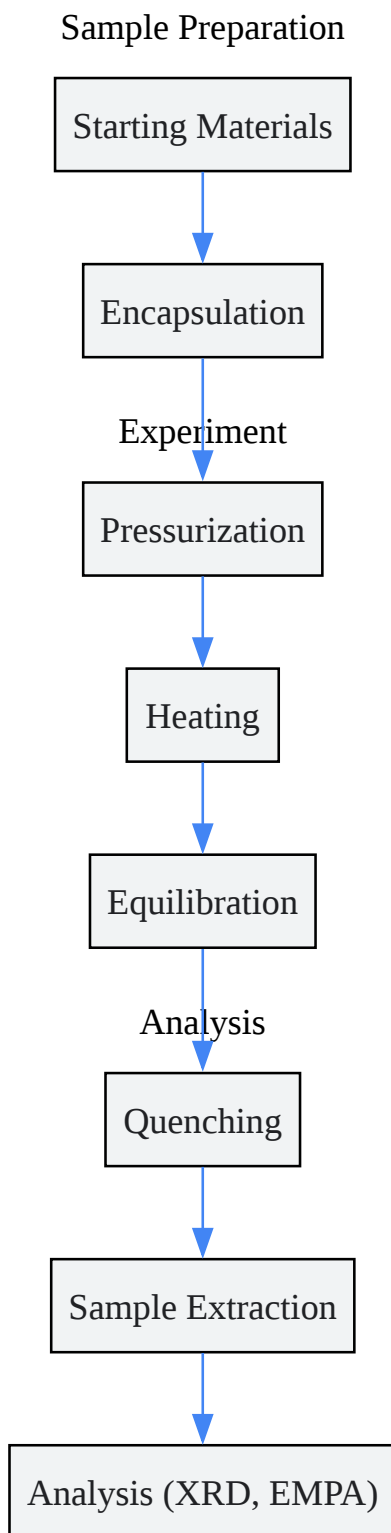 Sample Preparation
Starting Materials
Encapsulation
Experiment
Pressurization
Heating
Equilibration
Analysis
Quenching
Sample Extraction
Analysis (XRD, EMPA)